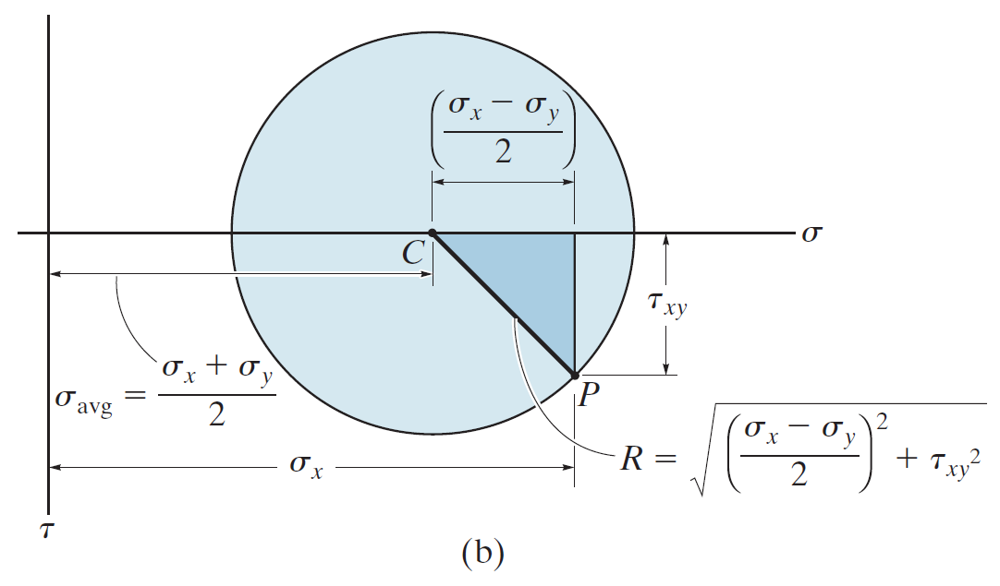 (σx − σy / 2)
σ
C
τxy
σavg = σx + σy / 2
P
R = √((σx − σy / 2)² + τxy²)
σx
τ
(b)